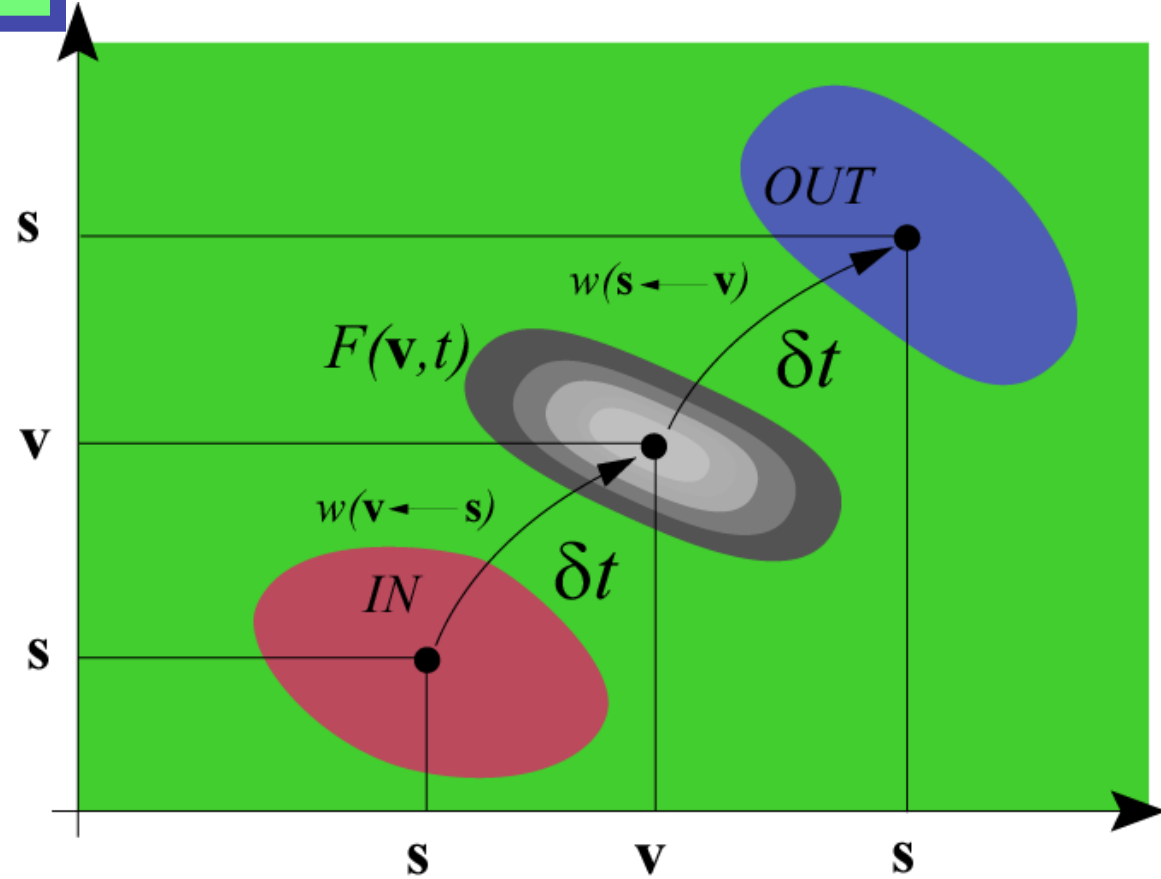 OUT
s
w(s ← v)
F(v,t)
δt
v
w(v ← s)
δt
IN
s
s v s